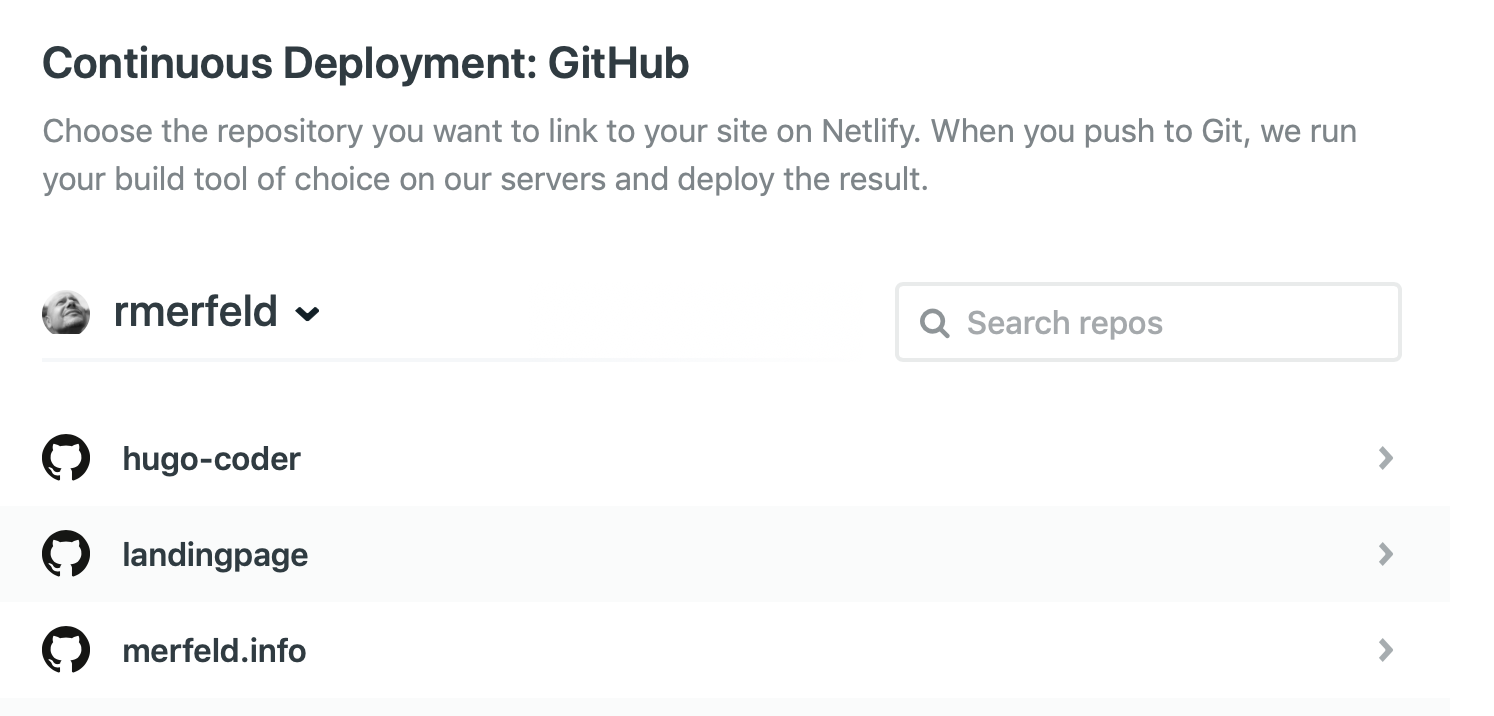 Continuous Deployment: GitHub
Choose the repository you want to link to your site on Netlify. When you push to Git, we run
your build tool of choice on our servers and deploy the result.
rmerfeld
Search repos
hugo-coder
landingpage
merfeld.info